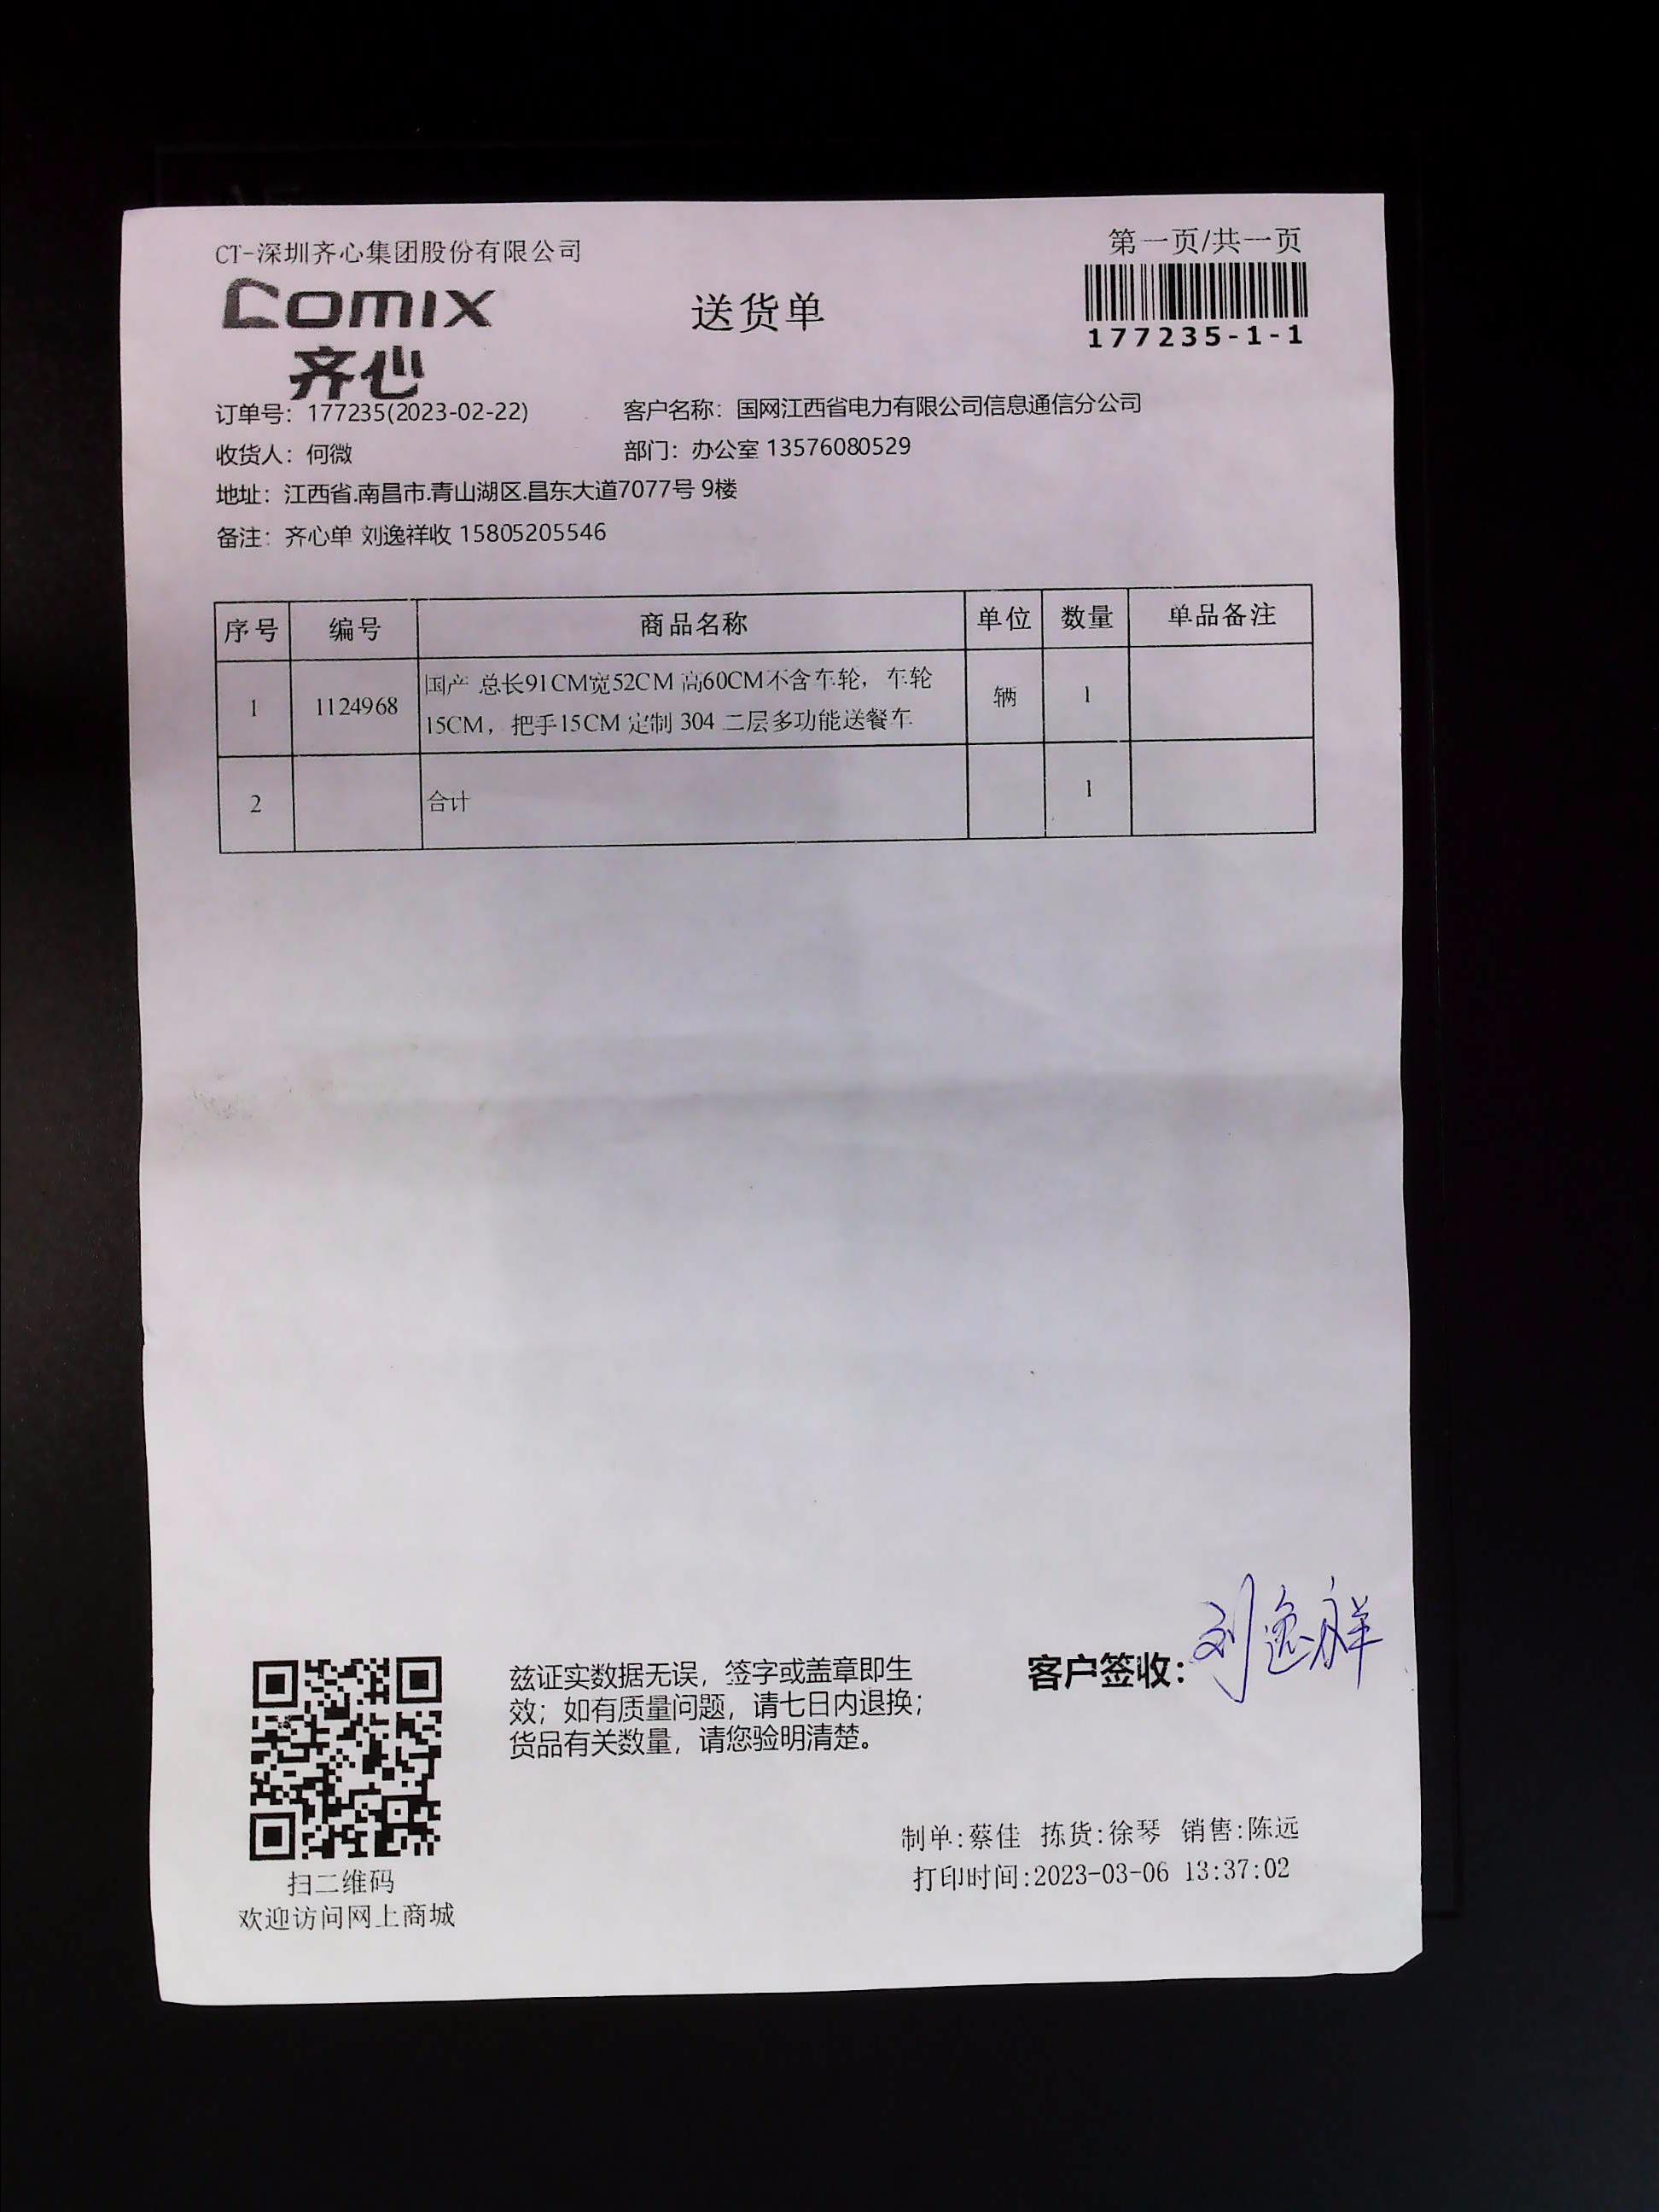 CT-深圳齐心集团股份有限公司
第一页/共一页
comix
齐心
送货单
177235-1-1
订单号：177235(2023-02-22)
客户名称：国网江西省电力有限公司信息通信分公司
收货人：何微
部门：办公室 13576080529
地址：江西省.南昌市.青山湖区.昌东大道7077号 9楼
备注：齐心单 刘逸祥收 15805205546
序号 编号 商品名称 单位 数量 单品备注
1 1124968 国产 总长91CM宽52CM 高60CM不含车轮，车轮 辆 1
15CM，把手15CM 定制 304 二层多功能送餐车
2 合计 1
兹证实数据无误，签字或盖章即生
效；如有质量问题，请七日内退换；
货品有关数量，请您验明清楚。
客户签收：刘逸祥
扫二维码
欢迎访问网上商城
制单:蔡佳 拣货:徐琴 销售:陈远
打印时间:2023-03-06 13:37:02